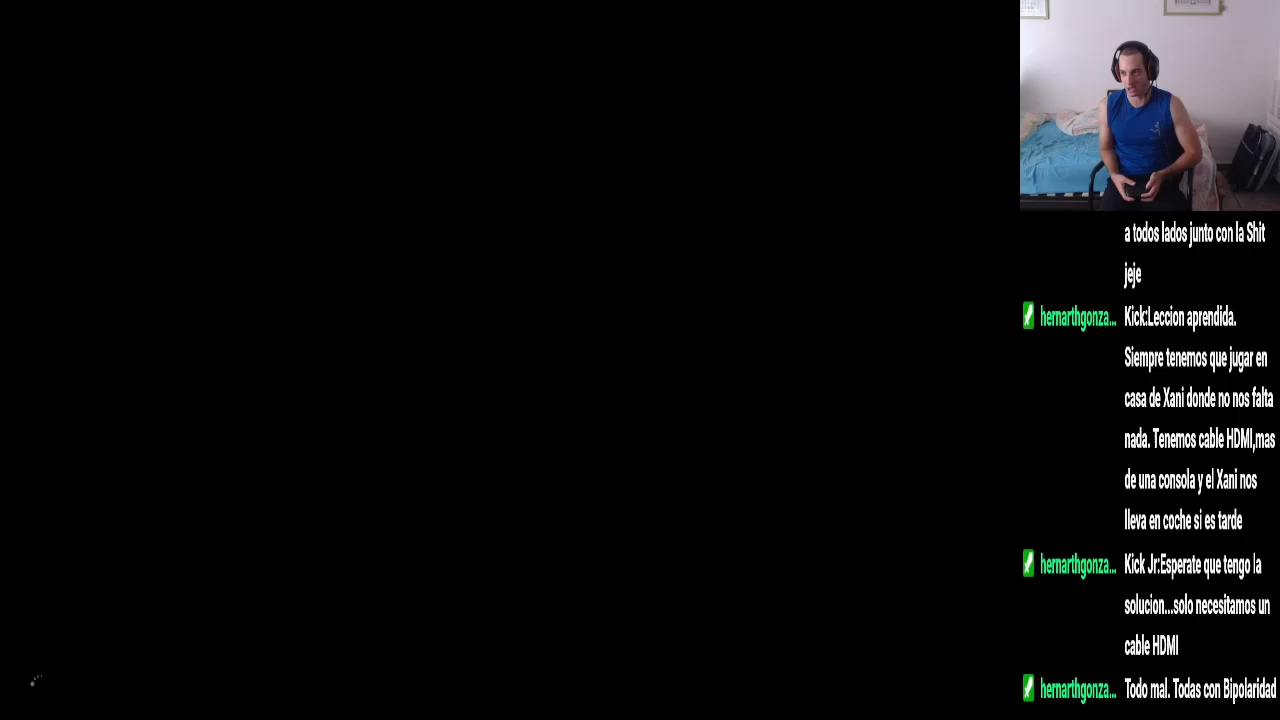 a todos lados junto con la Shit
jeje
hernarthgonza... Kick:Leccion aprendida.
Siempre tenemos que jugar en
casa de Xani donde no nos falta
nada. Tenemos cable HDMI,mas
de una consola y el Xani nos
lleva en coche si es tarde
hernarthgonza... Kick Jr:Esperate que tengo la
solucion...solo necesitamos un
cable HDMI
hernarthgonza... Todo mal. Todas con Bipolaridad